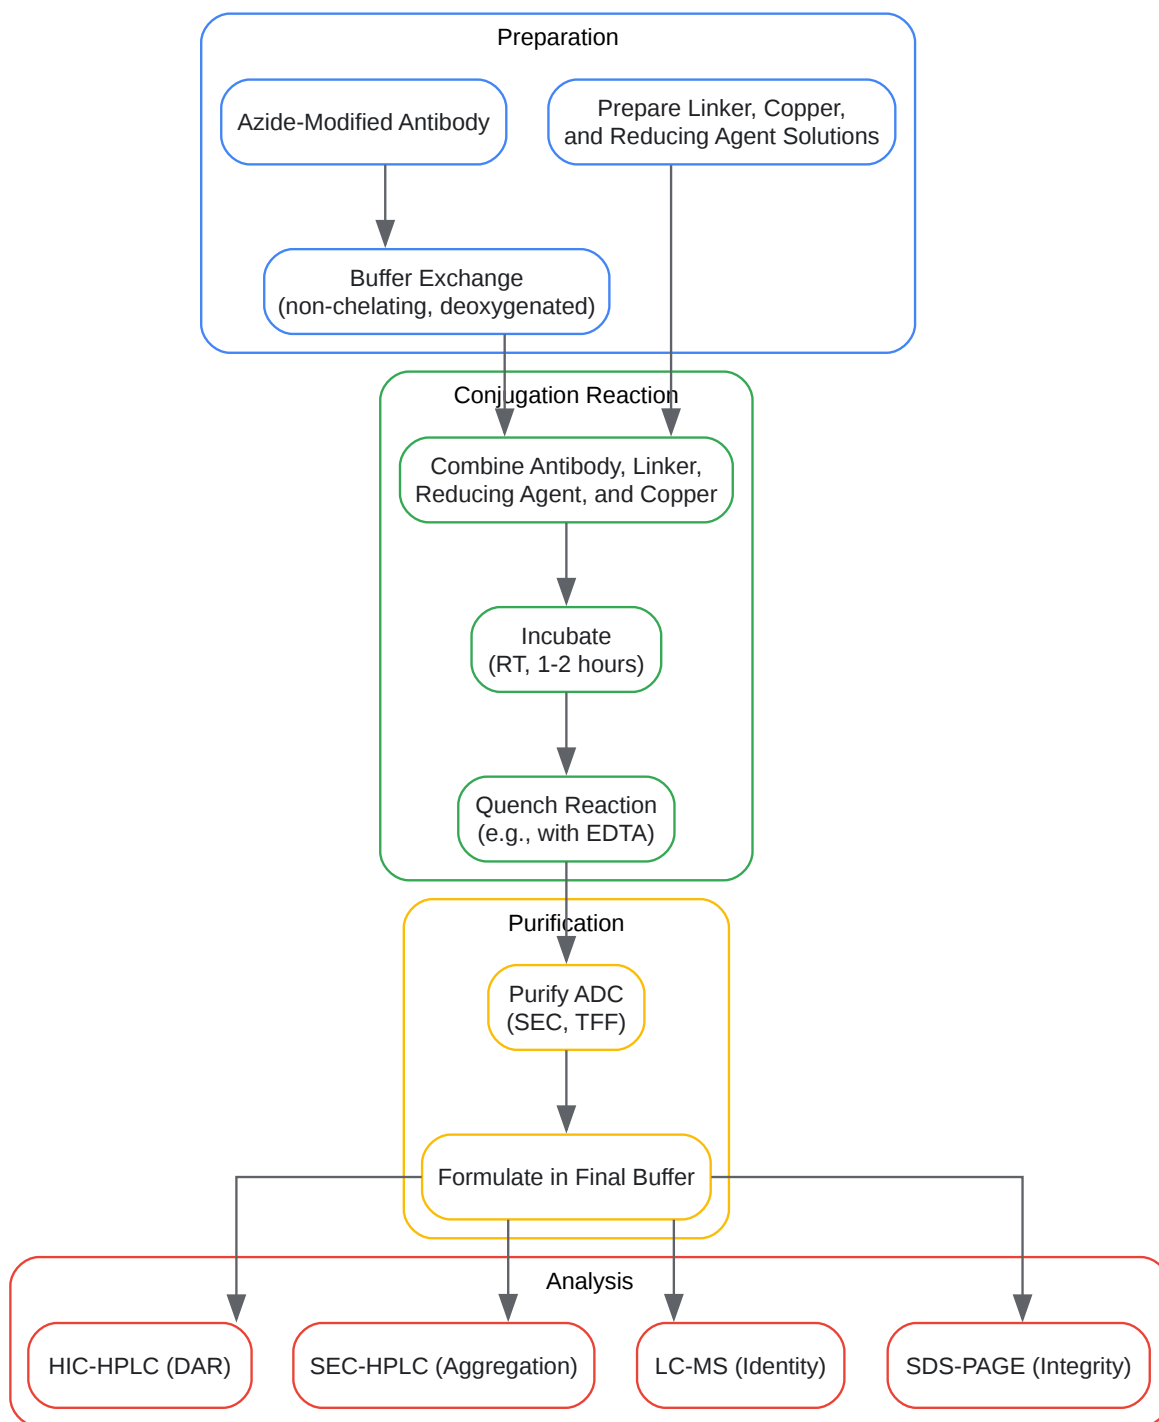 Preparation
Azide-Modified Antibody
Prepare Linker, Copper,
and Reducing Agent Solutions
Buffer Exchange
(non-chelating, deoxygenated)
Conjugation Reaction
Combine Antibody, Linker,
Reducing Agent, and Copper
Incubate
(RT, 1-2 hours)
Quench Reaction
(e.g., with EDTA)
Purification
Purify ADC
(SEC, TFF)
Formulate in Final Buffer
Analysis
HIC-HPLC (DAR)
SEC-HPLC (Aggregation)
LC-MS (Identity)
SDS-PAGE (Integrity)